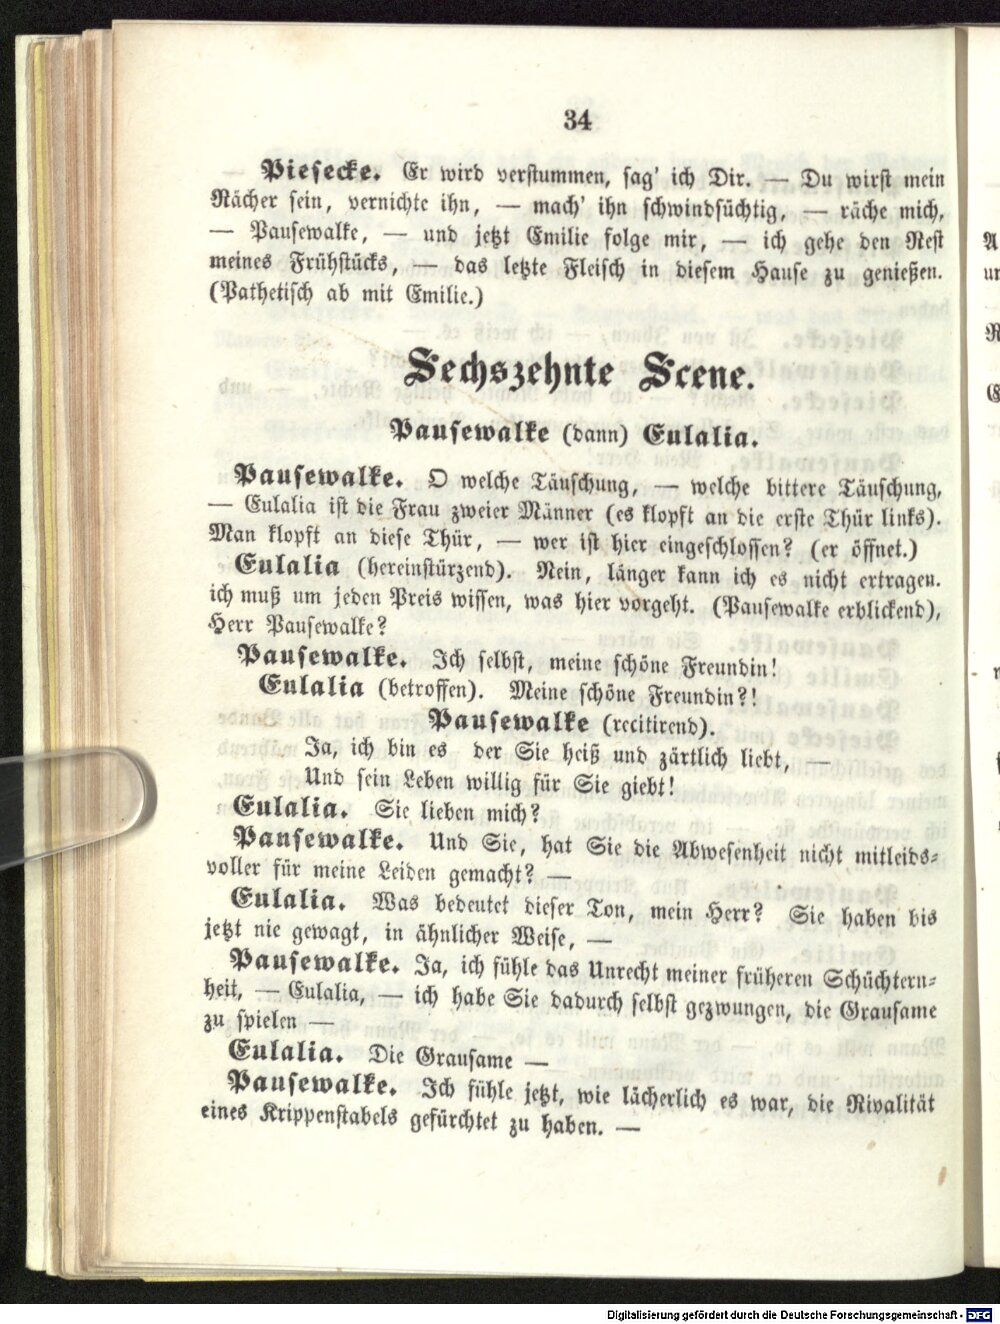 34
Piesecke. Er wird verstummen, sag' ich Dir. — Du wirst mein
Rächer sein, vernichte ihn, — mach' ihn schwindsüchtig, — räche mich,
— Pausewalke, — und jetzt Emilie folge mir, — ich gehe den Rest
meines Frühstücks, — das letzte Fleisch in diesem Hause zu genießen.
(Pathetisch ab mit Emilie.)
Sechszehnte Scene.
Pausewalke (dann) Eulalia.
Pausewalke. O welche Täuschung, — welche bittere Täuschung,
— Eulalia ist die Frau zweier Männer (es klopft an die erste Thür links).
Man klopft an diese Thür, — wer ist hier eingeschlossen? (er öffnet.)
Eulalia (hereinstürzend). Nein, länger kann ich es nicht ertragen.
ich muß um jeden Preis wissen, was hier vorgeht. (Pausewalke erblickend),
Herr Pausewalke?
Pausewalke. Ich selbst, meine schöne Freundin!
Eulalia (betroffen). Meine schöne Freundin?!
Pausewalke (recitirend).
Ja, ich bin es der Sie heiß und zärtlich liebt, —
Und sein Leben willig für Sie giebt!
Eulalia. Sie lieben mich?
Pausewalke. Und Sie, hat Sie die Abwesenheit nicht mitleids-
voller für meine Leiden gemacht? —
Eulalia. Was bedeutet dieser Ton, mein Herr? Sie haben bis
jetzt nie gewagt, in ähnlicher Weise, —
Pausewalke. Ja, ich fühle das Unrecht meiner früheren Schüchtern-
heit, — Eulalia, — ich habe Sie dadurch selbst gezwungen, die Grausame
zu spielen —
Eulalia. Die Grausame —
Pausewalke. Ich fühle jetzt, wie lächerlich es war, die Rivalität
eines Krippenstabels gefürchtet zu haben. —
Digitalisierung gefördert durch die Deutsche Forschungsgemeinschaft - DFG